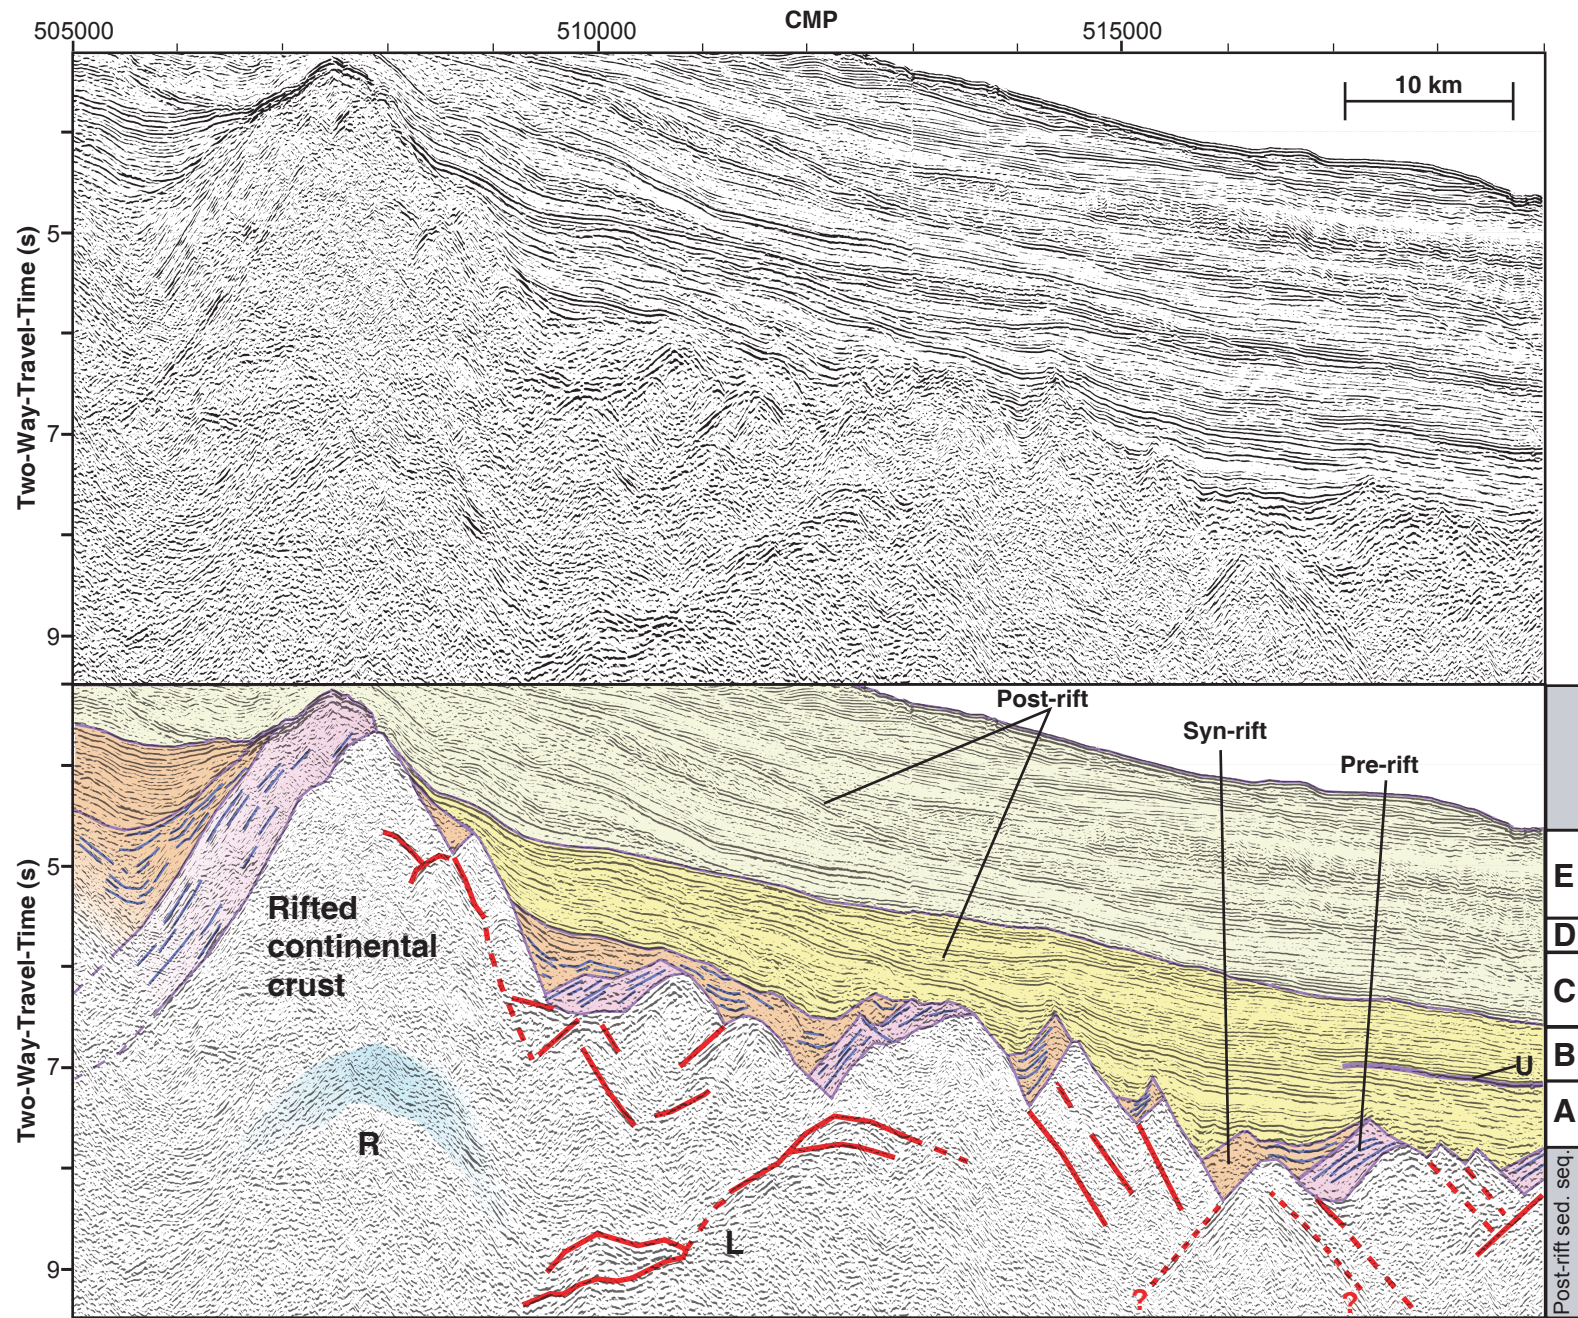 CMP
505000 510000 515000
10 km
Two-Way-Travel-Time (s)
5
7
9
Post-rift
Syn-rift
Pre-rift
Two-Way-Travel-Time (s)
5
7
9
Rifted
continental
crust
R
L
U
?
?
E
D
C
B
A
Post-rift sed. seq.